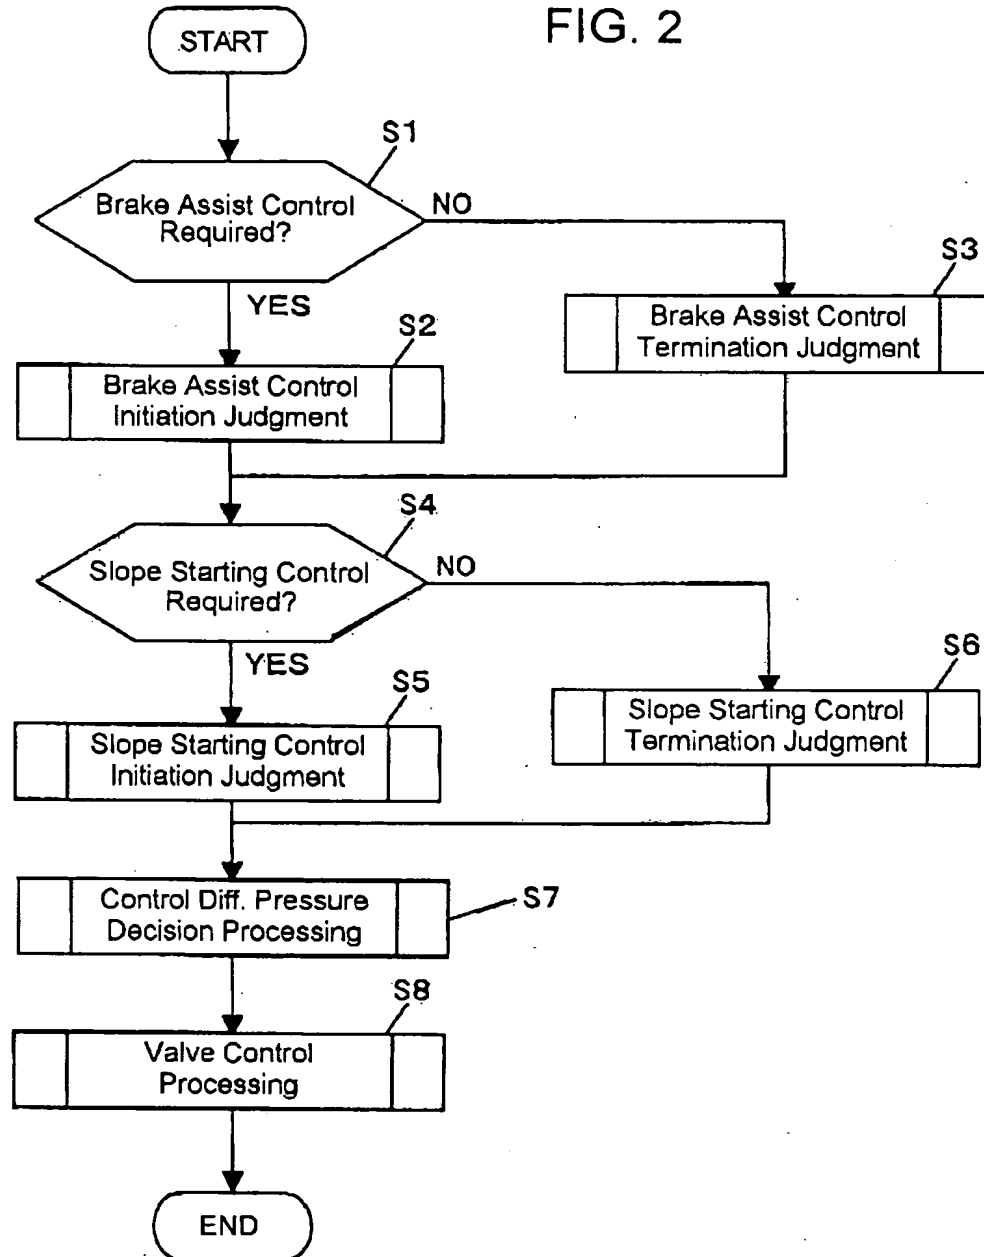 FIG. 2
START
S1
Brake Assist Control
Required?
NO
YES
S3
Brake Assist Control
Termination Judgment
S2
Brake Assist Control
Initiation Judgment
S4
Slope Starting Control
Required?
NO
YES
S6
Slope Starting Control
Termination Judgment
S5
Slope Starting Control
Initiation Judgment
Control Diff. Pressure
Decision Processing
S7
S8
Valve Control
Processing
END